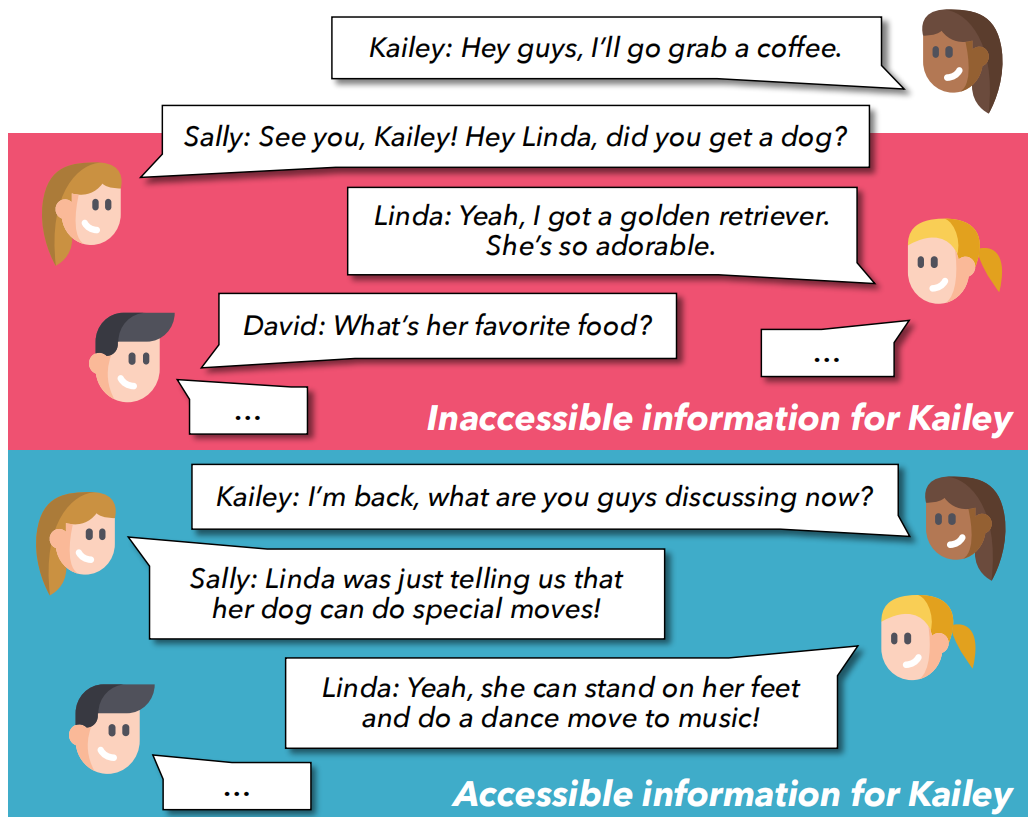 Kailey: Hey guys, I'll go grab a coffee.
Sally: See you, Kailey! Hey Linda, did you get a dog?
Linda: Yeah, I got a golden retriever.
She's so adorable.
David: What's her favorite food?
...
...
Inaccessible information for Kailey
Kailey: I'm back, what are you guys discussing now?
Sally: Linda was just telling us that
her dog can do special moves!
Linda: Yeah, she can stand on her feet
and do a dance move to music!
...
Accessible information for Kailey